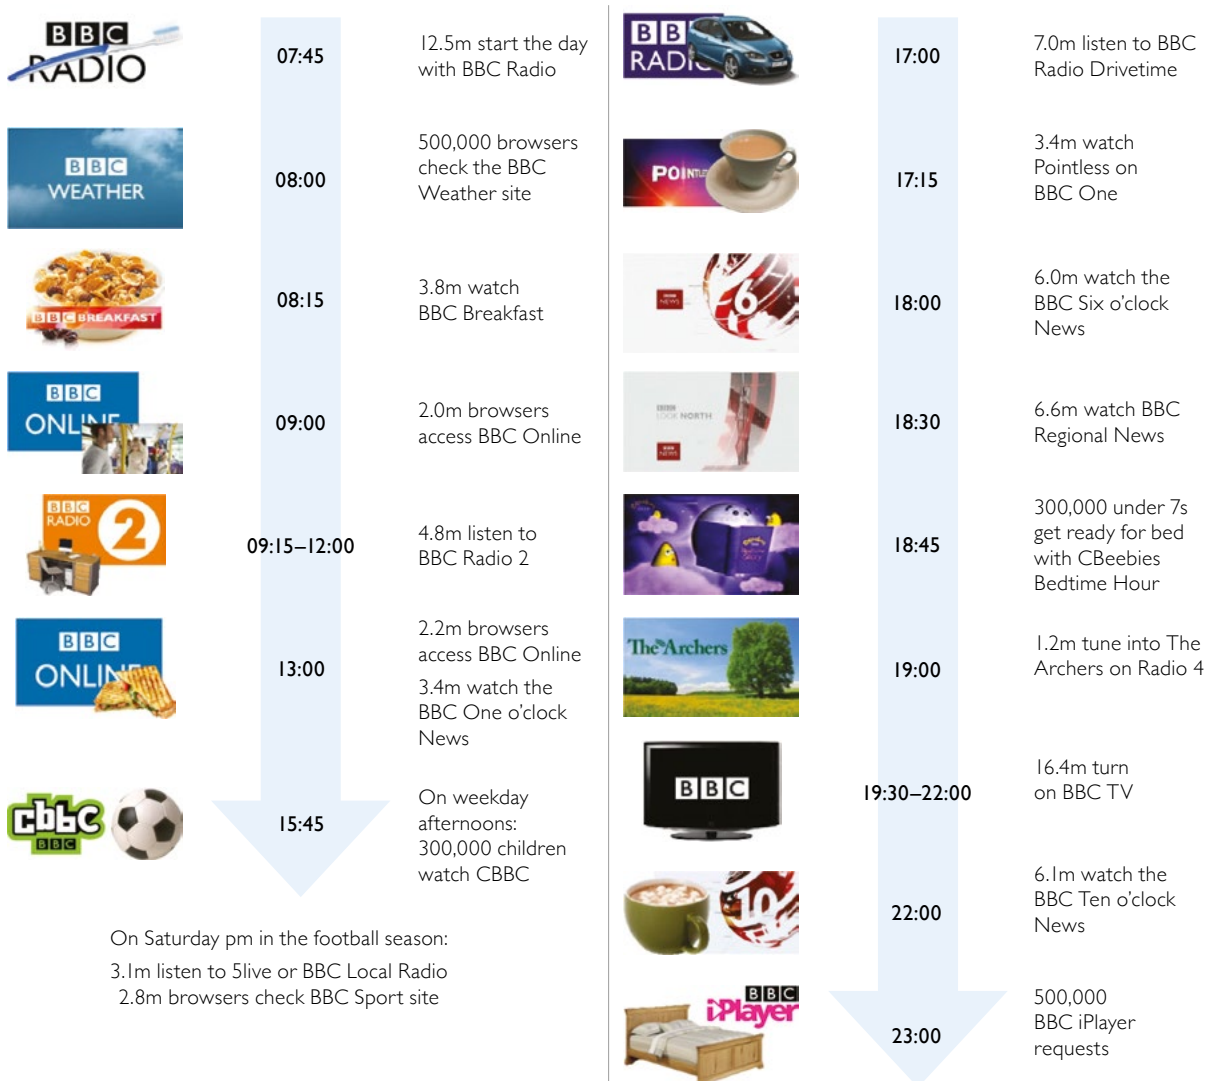 BBC
RADIO
07:45
12.5m start the day
with BBC Radio
BBC
WEATHER
08:00
500,000 browsers
check the BBC
Weather site
BBC BREAKFAST
08:15
3.8m watch
BBC Breakfast
BBC
ONLINE
09:00
2.0m browsers
access BBC Online
BBC
RADIO
2
09:15–12:00
4.8m listen to
BBC Radio 2
BBC
ONLINE
13:00
2.2m browsers
access BBC Online
3.4m watch the
BBC One o'clock
News
cbbc
BBC
15:45
On weekday
afternoons:
300,000 children
watch CBBC
On Saturday pm in the football season:
3.1m listen to 5live or BBC Local Radio
2.8m browsers check BBC Sport site
BB
RADIO
17:00
7.0m listen to BBC
Radio Drivetime
POINTLES
17:15
3.4m watch
Pointless on
BBC One
BBC
NEWS
6
18:00
6.0m watch the
BBC Six o'clock
News
LOOK NORTH
BBC
NEWS
18:30
6.6m watch BBC
Regional News
18:45
300,000 under 7s
get ready for bed
with CBeebies
Bedtime Hour
The Archers
19:00
1.2m tune into The
Archers on Radio 4
BBC
19:30–22:00
16.4m turn
on BBC TV
10
22:00
6.1m watch the
BBC Ten o'clock
News
BBC
iPlayer
23:00
500,000
BBC iPlayer
requests